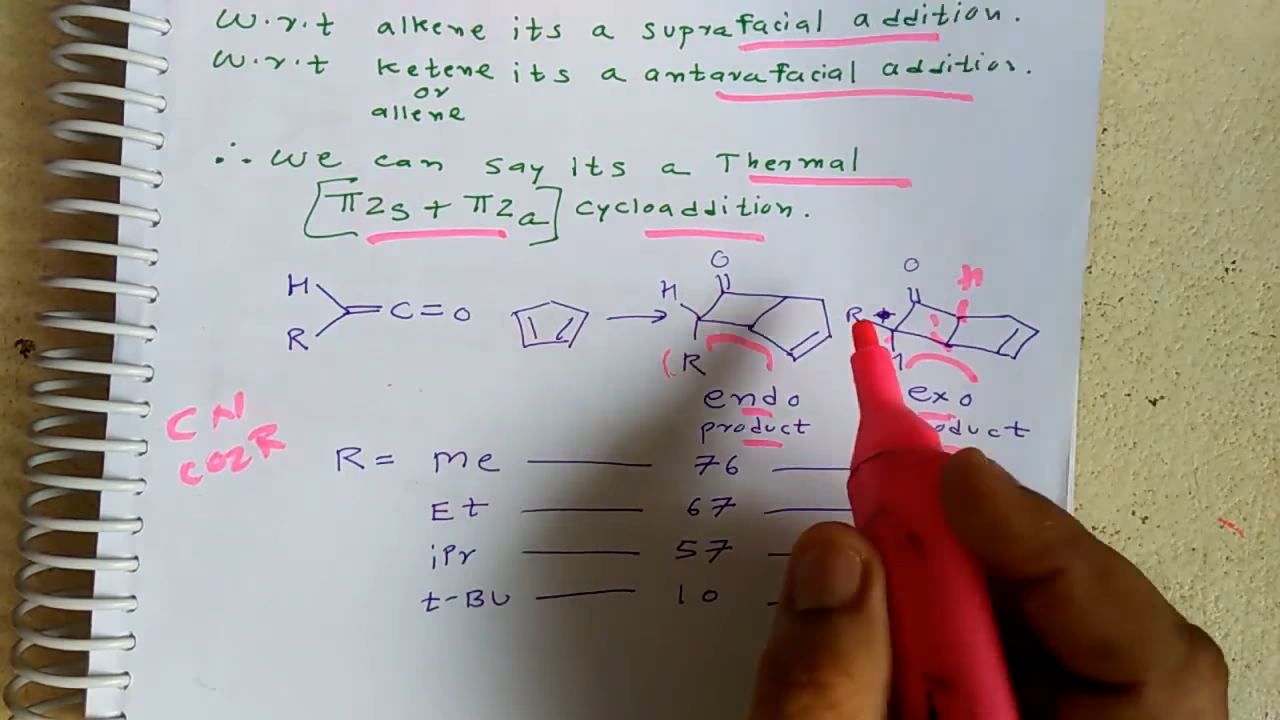 w.r.t alkene its a suprafacial addition.
w.r.t ketene its a antarafacial addition.
or
allene
∴ we can say its a Thermal
[π2s + π2a] cycloaddition.
H O O H
H R
C=O
R R
endo exo
product oduct
CN
CO2R
R= me — 76 —
Et — 67 —
iPr — 57 —
t-BU — 10 —